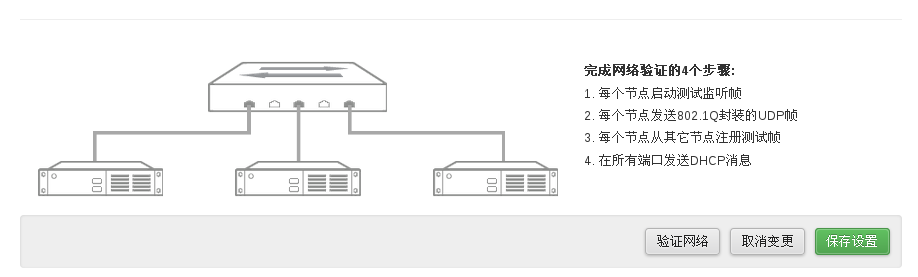 完成网络验证的4个步骤:
1. 每个节点启动测试监听帧
2. 每个节点发送802.1Q封装的UDP帧
3. 每个节点从其它节点注册测试帧
4. 在所有端口发送DHCP消息
验证网络 取消变更 保存设置